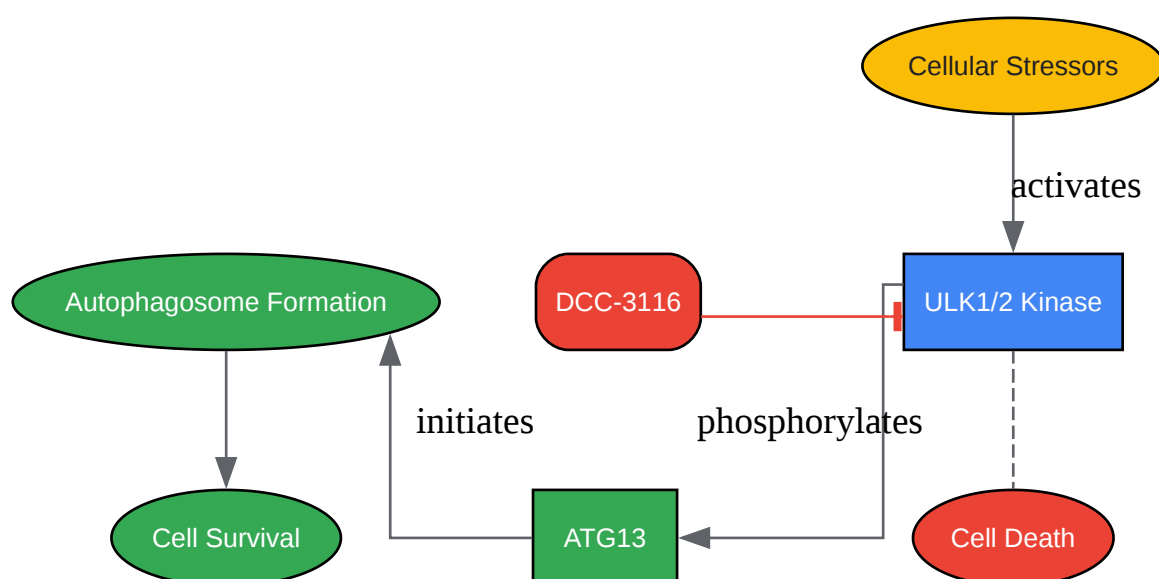 Cellular Stressors
activates
Autophagosome Formation
DCC-3116
ULK1/2 Kinase
initiates
phosphorylates
Cell Survival
ATG13
Cell Death